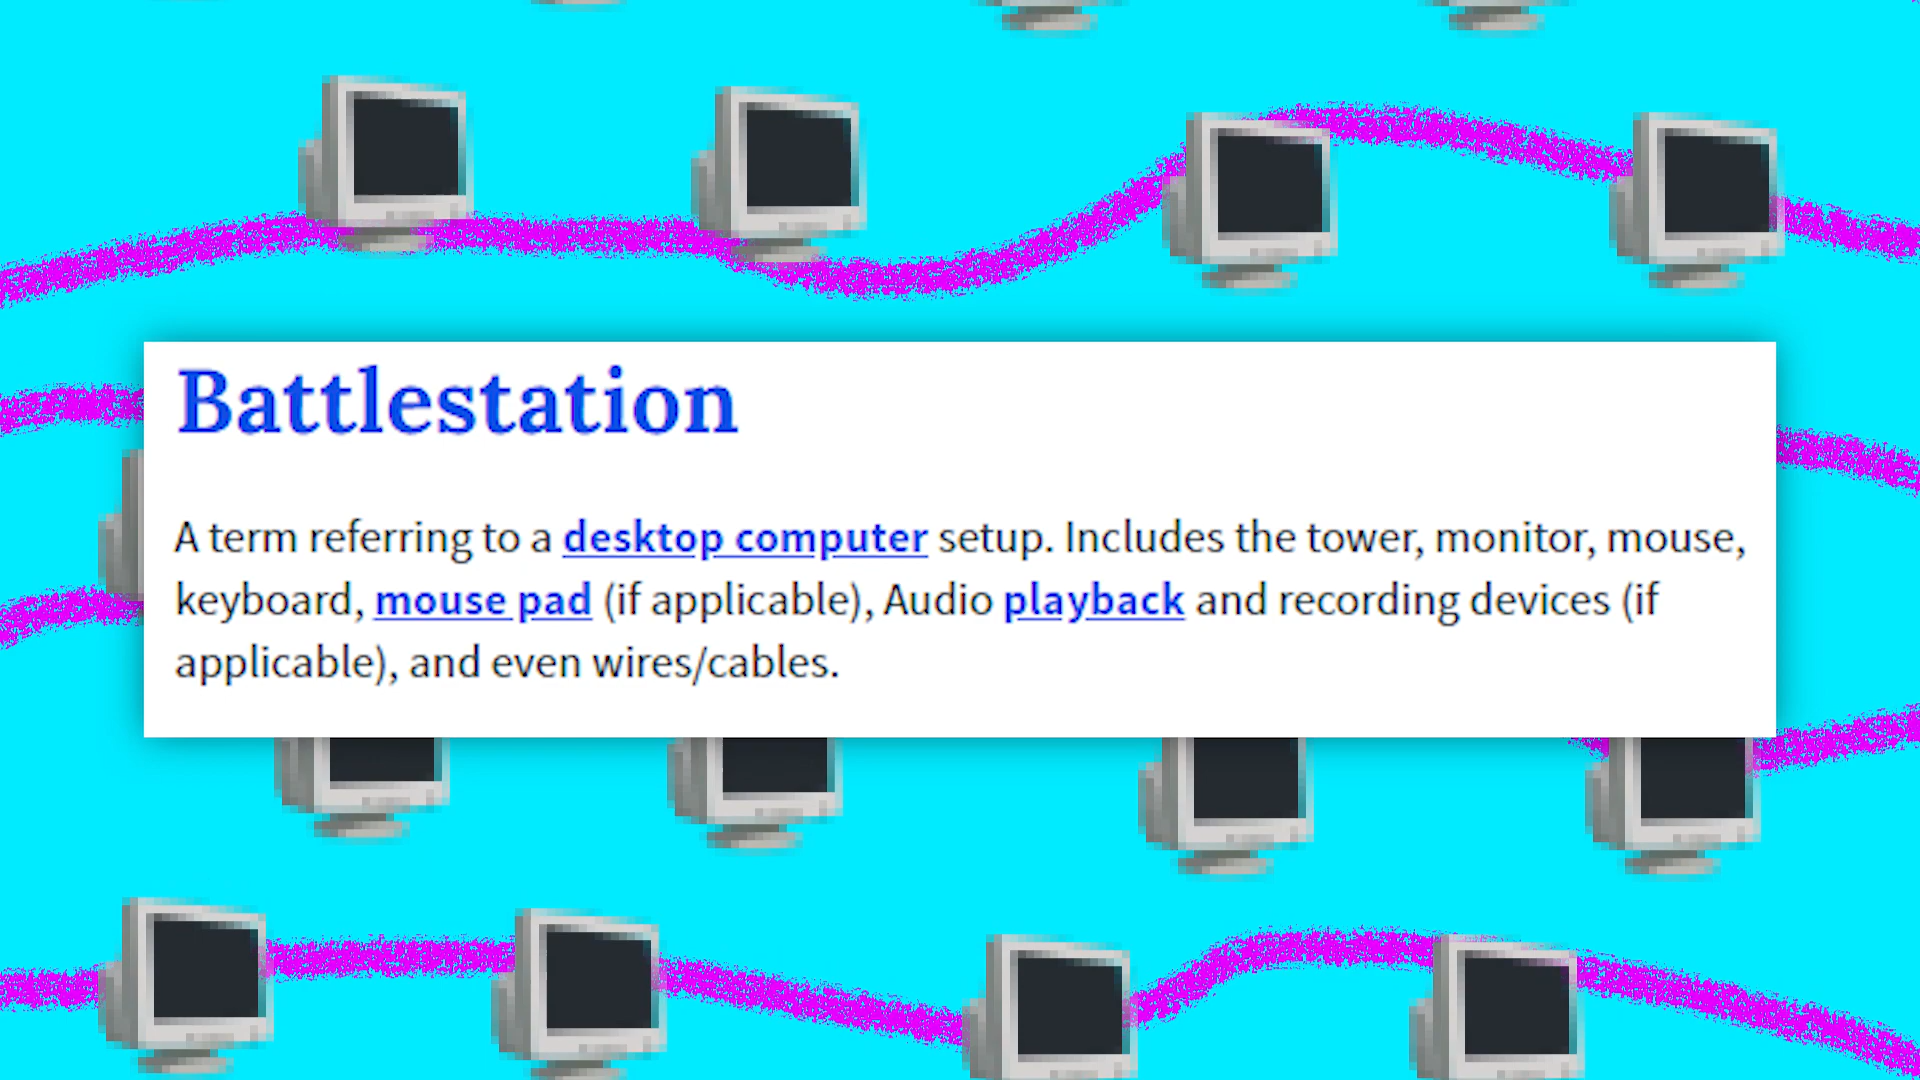 Battlestation
A term referring to a desktop computer setup. Includes the tower, monitor, mouse,
keyboard, mouse pad (if applicable), Audio playback and recording devices (if
applicable), and even wires/cables.